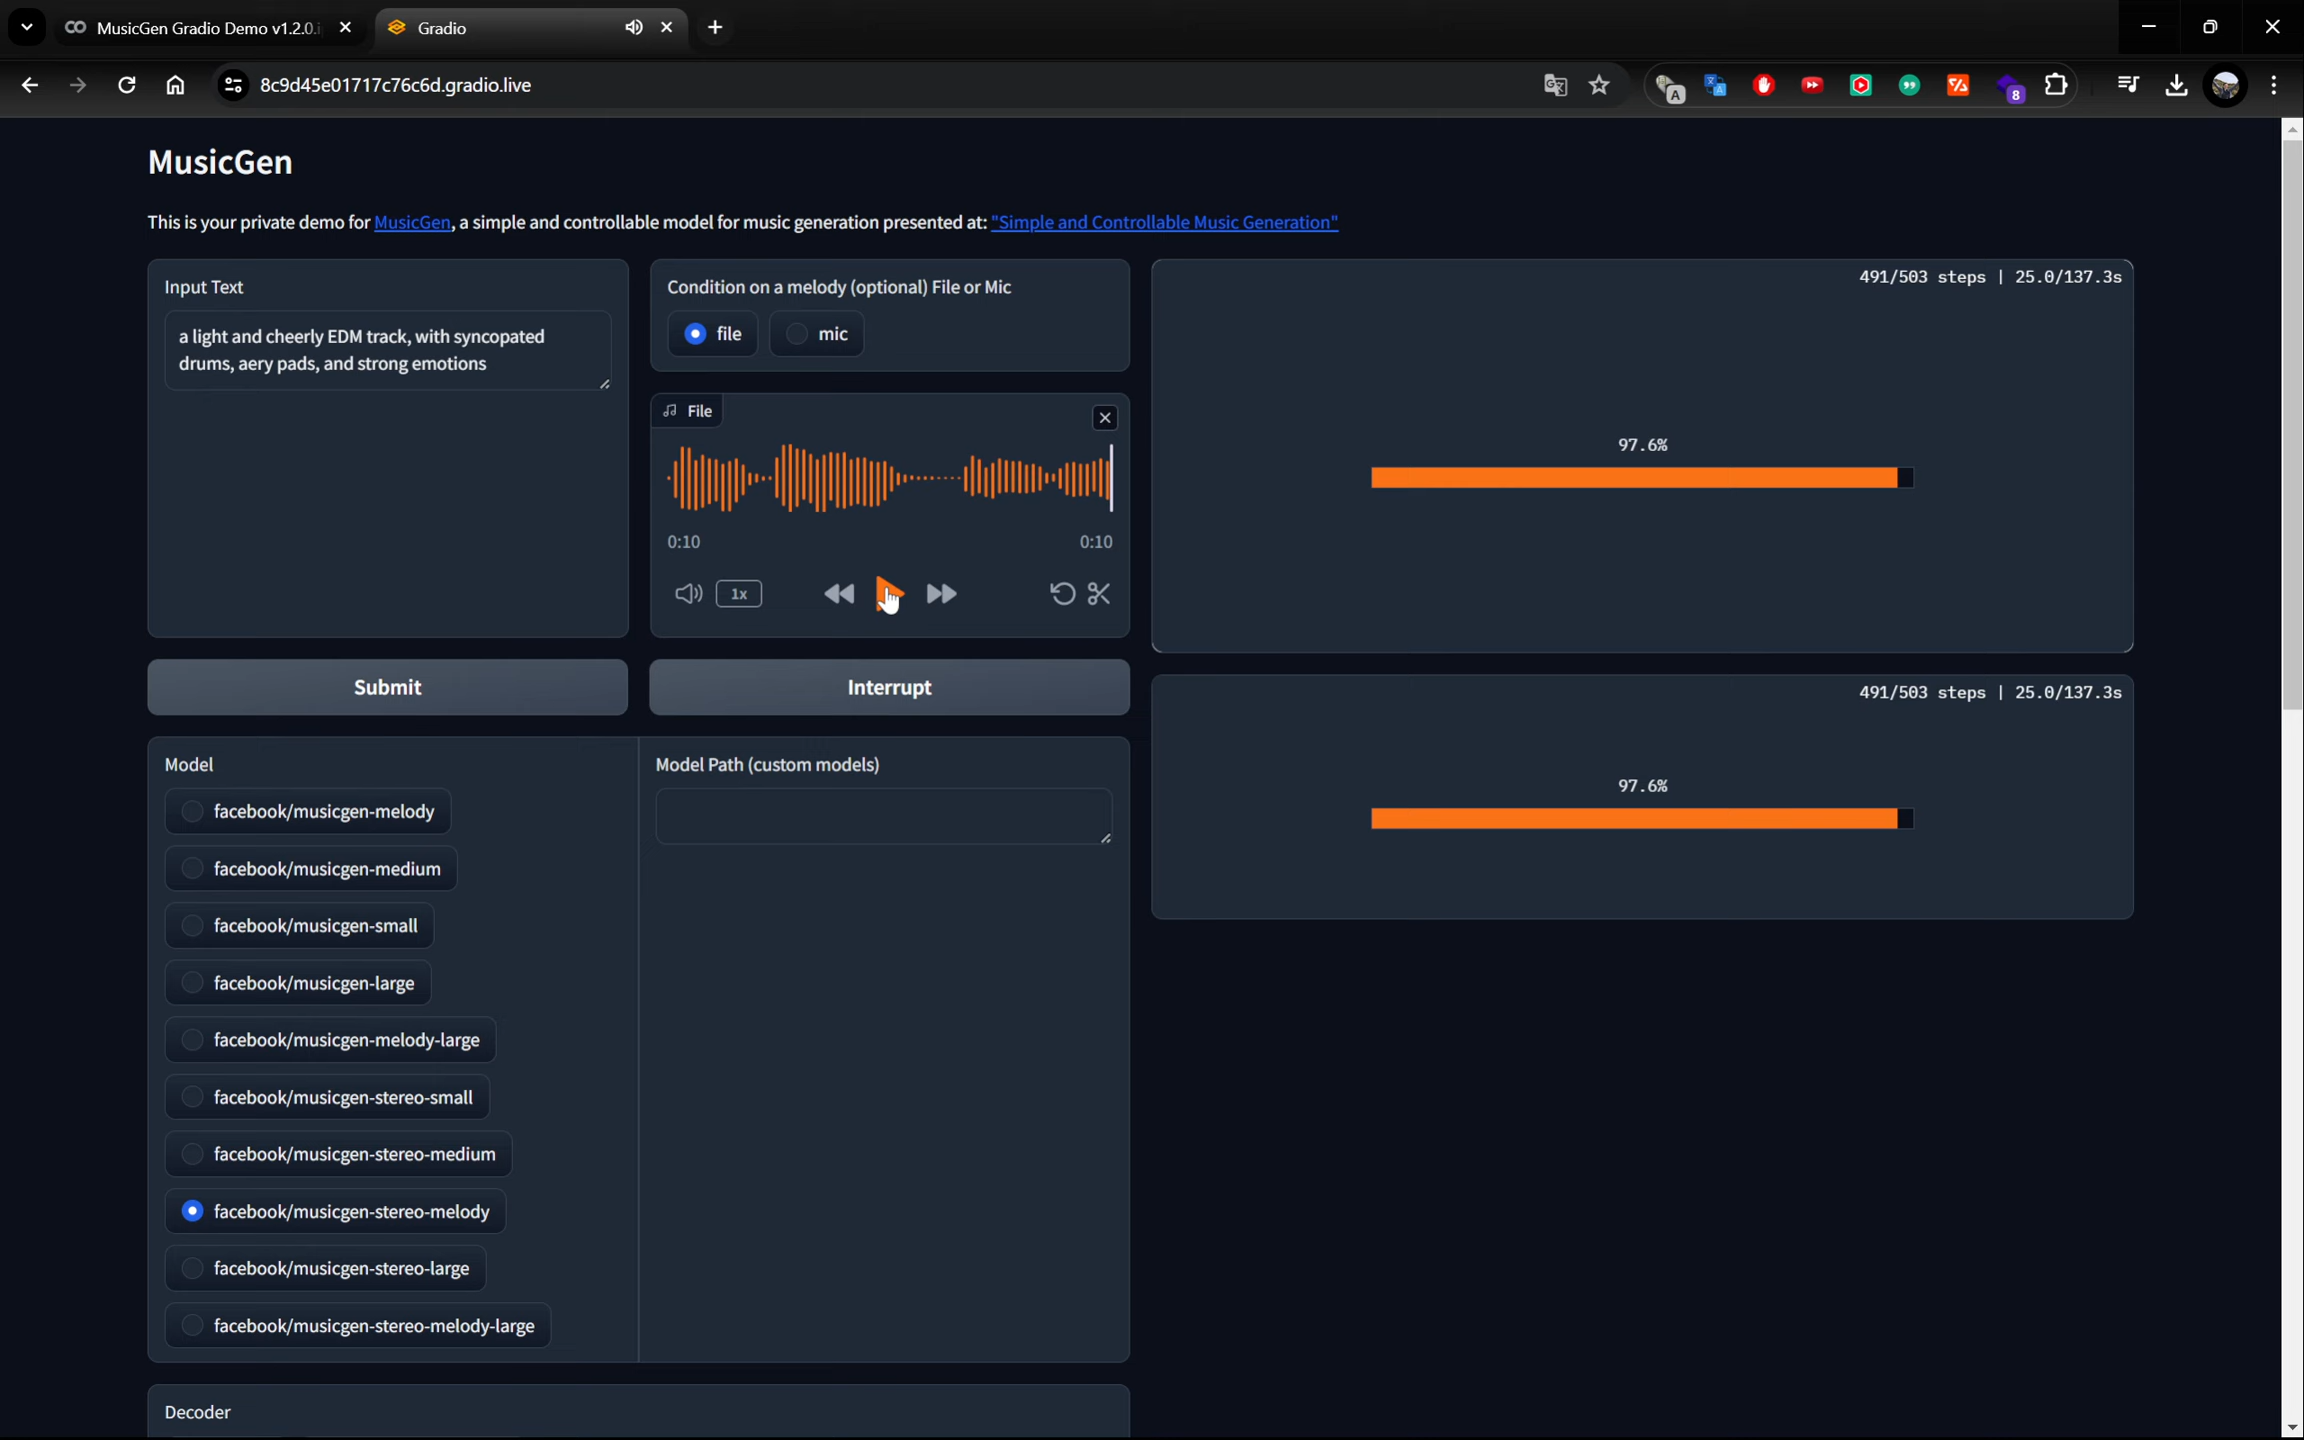 MusicGen Gradio Demo v1.2.0.i
Gradio
8c9d45e01717c76c6d.gradio.live
A
8
MusicGen
This is your private demo for MusicGen, a simple and controllable model for music generation presented at: "Simple and Controllable Music Generation"
Input Text
a light and cheerly EDM track, with syncopated
drums, aery pads, and strong emotions
Condition on a melody (optional) File or Mic
file
mic
File
0:10
0:10
1x
Submit
Interrupt
491/503 steps | 25.0/137.3s
97.6%
491/503 steps | 25.0/137.3s
97.6%
Model
facebook/musicgen-melody
facebook/musicgen-medium
facebook/musicgen-small
facebook/musicgen-large
facebook/musicgen-melody-large
facebook/musicgen-stereo-small
facebook/musicgen-stereo-medium
facebook/musicgen-stereo-melody
facebook/musicgen-stereo-large
facebook/musicgen-stereo-melody-large
Model Path (custom models)
Decoder